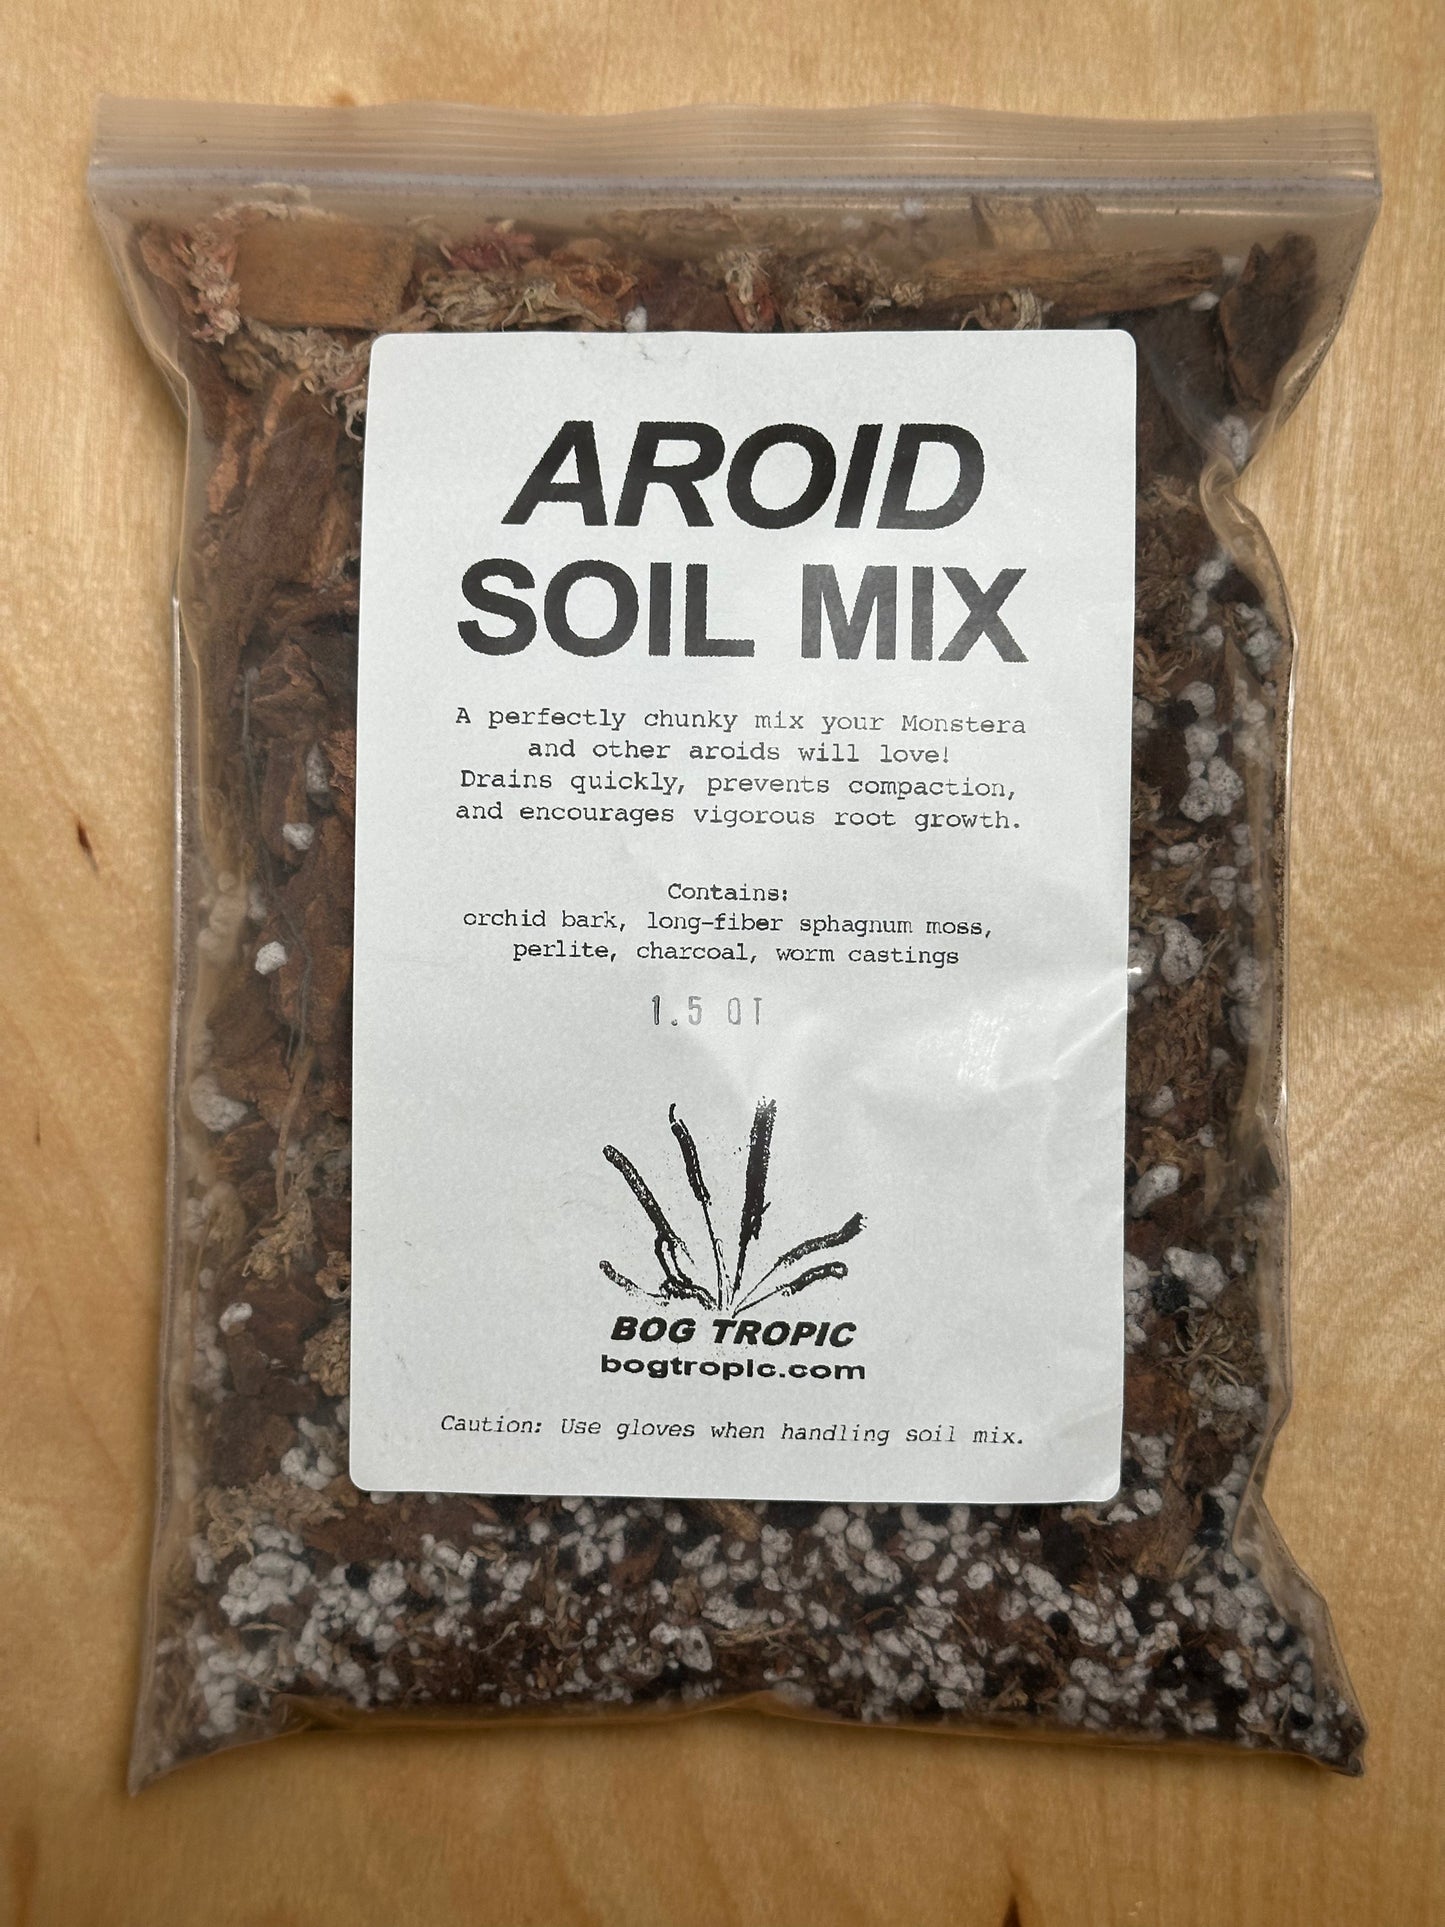 AROID
SOIL MIX
A perfectly chunky mix your Monstera
and other aroids will love!
Drains quickly, prevents compaction,
and encourages vigorous root growth.
Contains:
orchid bark, long-fiber sphagnum moss,
perlite, charcoal, worm castings
1.5 QT
BOG TROPIC
bogtropic.com
Caution: Use gloves when handling soil mix.